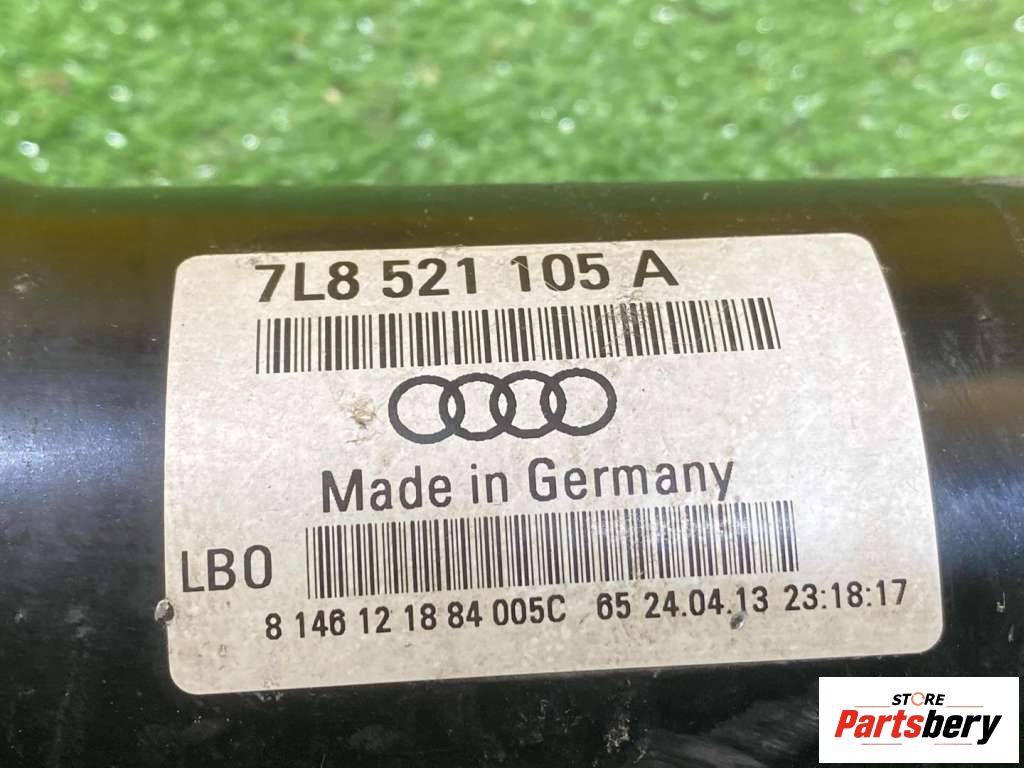 7L8 521 105 A
Made in Germany
LBO
8 146 12 18 84 005C 65 24.04.13 23:18:17
STORE
Partsbery